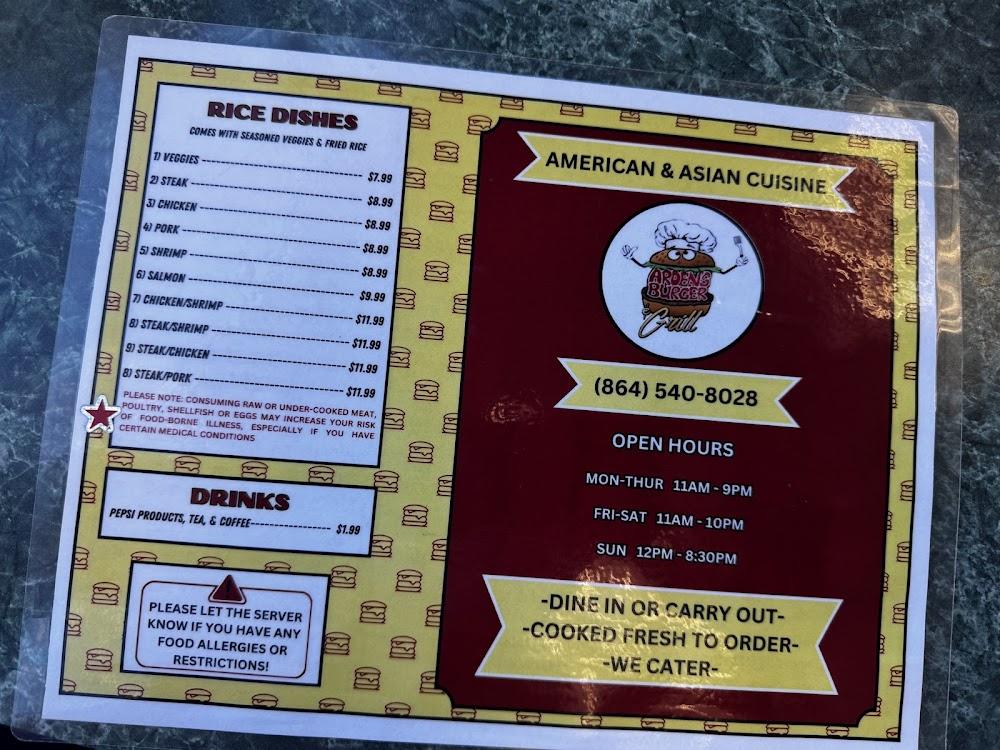 RICE DISHES
COMES WITH SEASONED VEGGIES & FRIED RICE
1) VEGGIES ---------- $7.99
2) STEAK ---------- $8.99
3) CHICKEN ---------- $8.99
4) PORK ---------- $8.99
5) SHRIMP ---------- $8.99
6) SALMON ---------- $9.99
7) CHICKEN/SHRIMP ---------- $11.99
8) STEAK/SHRIMP ---------- $11.99
9) STEAK/CHICKEN ---------- $11.99
8) STEAK/PORK ---------- $11.99
PLEASE NOTE: CONSUMING RAW OR UNDER-COOKED MEAT,
POULTRY, SHELLFISH OR EGGS MAY INCREASE YOUR RISK
OF FOOD-BORNE ILLNESS, ESPECIALLY IF YOU HAVE
CERTAIN MEDICAL CONDITIONS
DRINKS
PEPSI PRODUCTS, TEA, & COFFEE---------- $1.99
PLEASE LET THE SERVER
KNOW IF YOU HAVE ANY
FOOD ALLERGIES OR
RESTRICTIONS!
AMERICAN & ASIAN CUISINE
ARDENS
BURGER
Grill
(864) 540-8028
OPEN HOURS
MON-THUR 11AM - 9PM
FRI-SAT 11AM - 10PM
SUN 12PM - 8:30PM
-DINE IN OR CARRY OUT-
-COOKED FRESH TO ORDER-
-WE CATER-